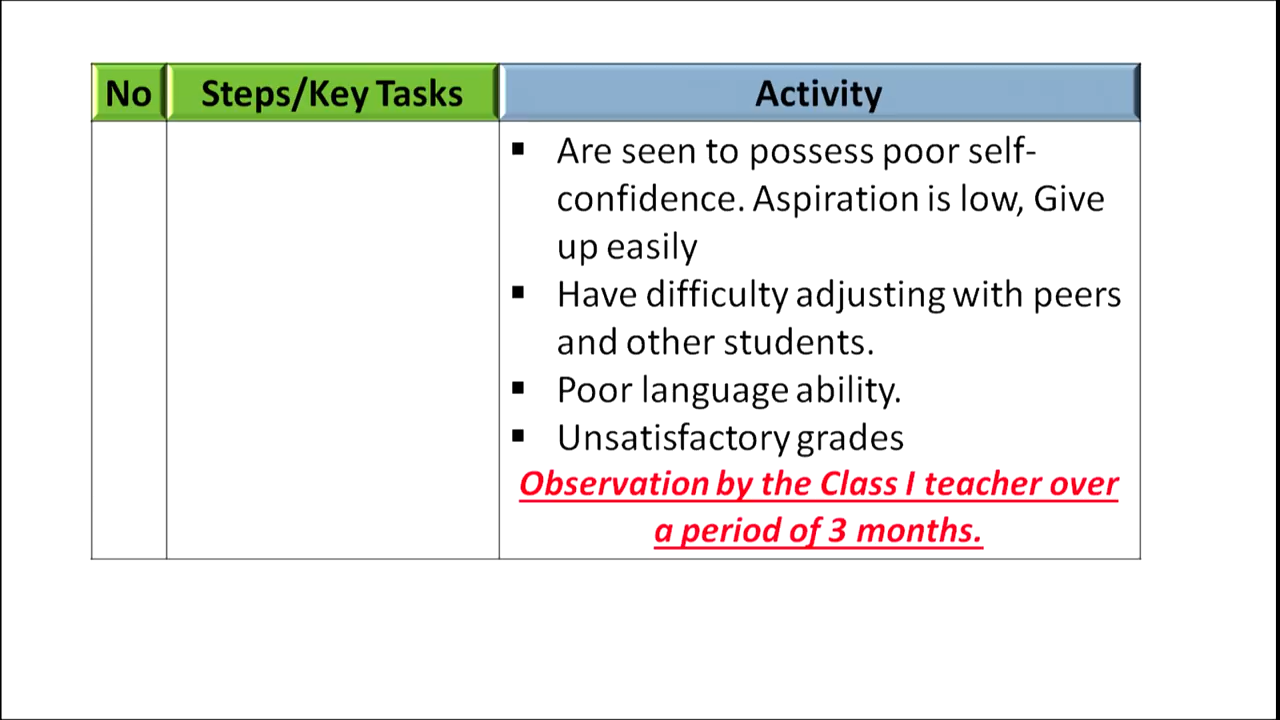 No Steps/Key Tasks Activity
▪ Are seen to possess poor self-
confidence. Aspiration is low, Give
up easily
▪ Have difficulty adjusting with peers
and other students.
▪ Poor language ability.
▪ Unsatisfactory grades
Observation by the Class I teacher over
a period of 3 months.